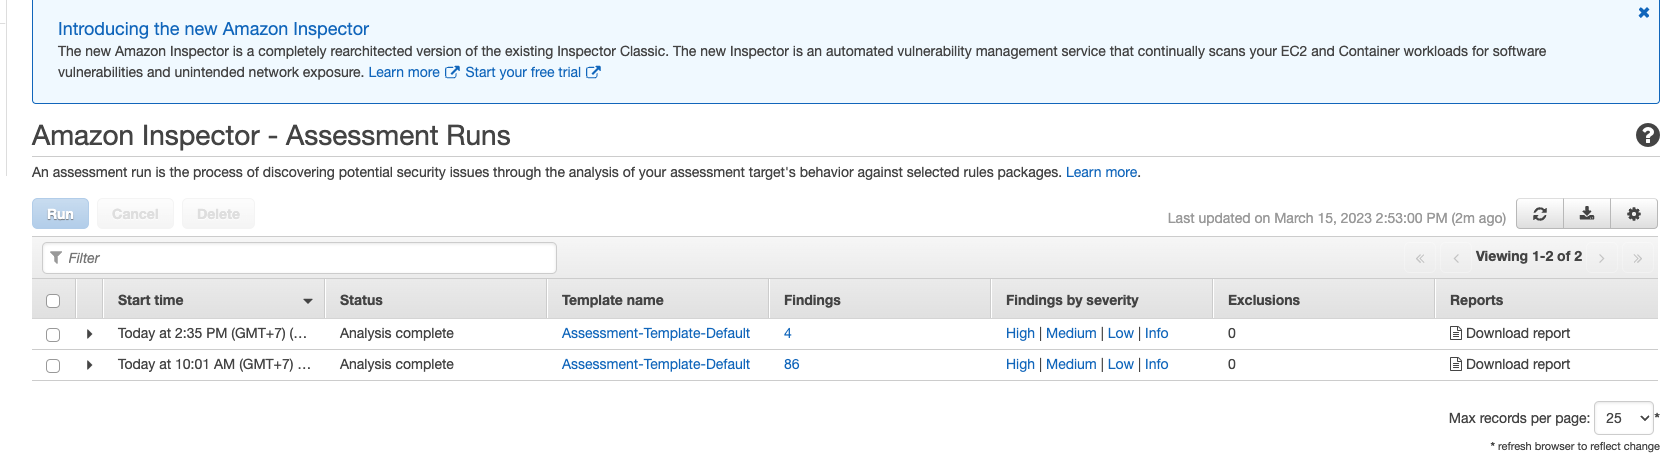 Introducing the new Amazon Inspector
The new Amazon Inspector is a completely rearchitected version of the existing Inspector Classic. The new Inspector is an automated vulnerability management service that continually scans your EC2 and Container workloads for software
vulnerabilities and unintended network exposure. Learn more Start your free trial
Amazon Inspector - Assessment Runs
An assessment run is the process of discovering potential security issues through the analysis of your assessment target's behavior against selected rules packages. Learn more.
Run Cancel Delete
Last updated on March 15, 2023 2:53:00 PM (2m ago)
Filter
« ‹ Viewing 1-2 of 2 › »
Start time Status Template name Findings Findings by severity Exclusions Reports
Today at 2:35 PM (GMT+7) (... Analysis complete Assessment-Template-Default 4 High | Medium | Low | Info 0 Download report
Today at 10:01 AM (GMT+7) ... Analysis complete Assessment-Template-Default 86 High | Medium | Low | Info 0 Download report
Max records per page: 25 *
* refresh browser to reflect change